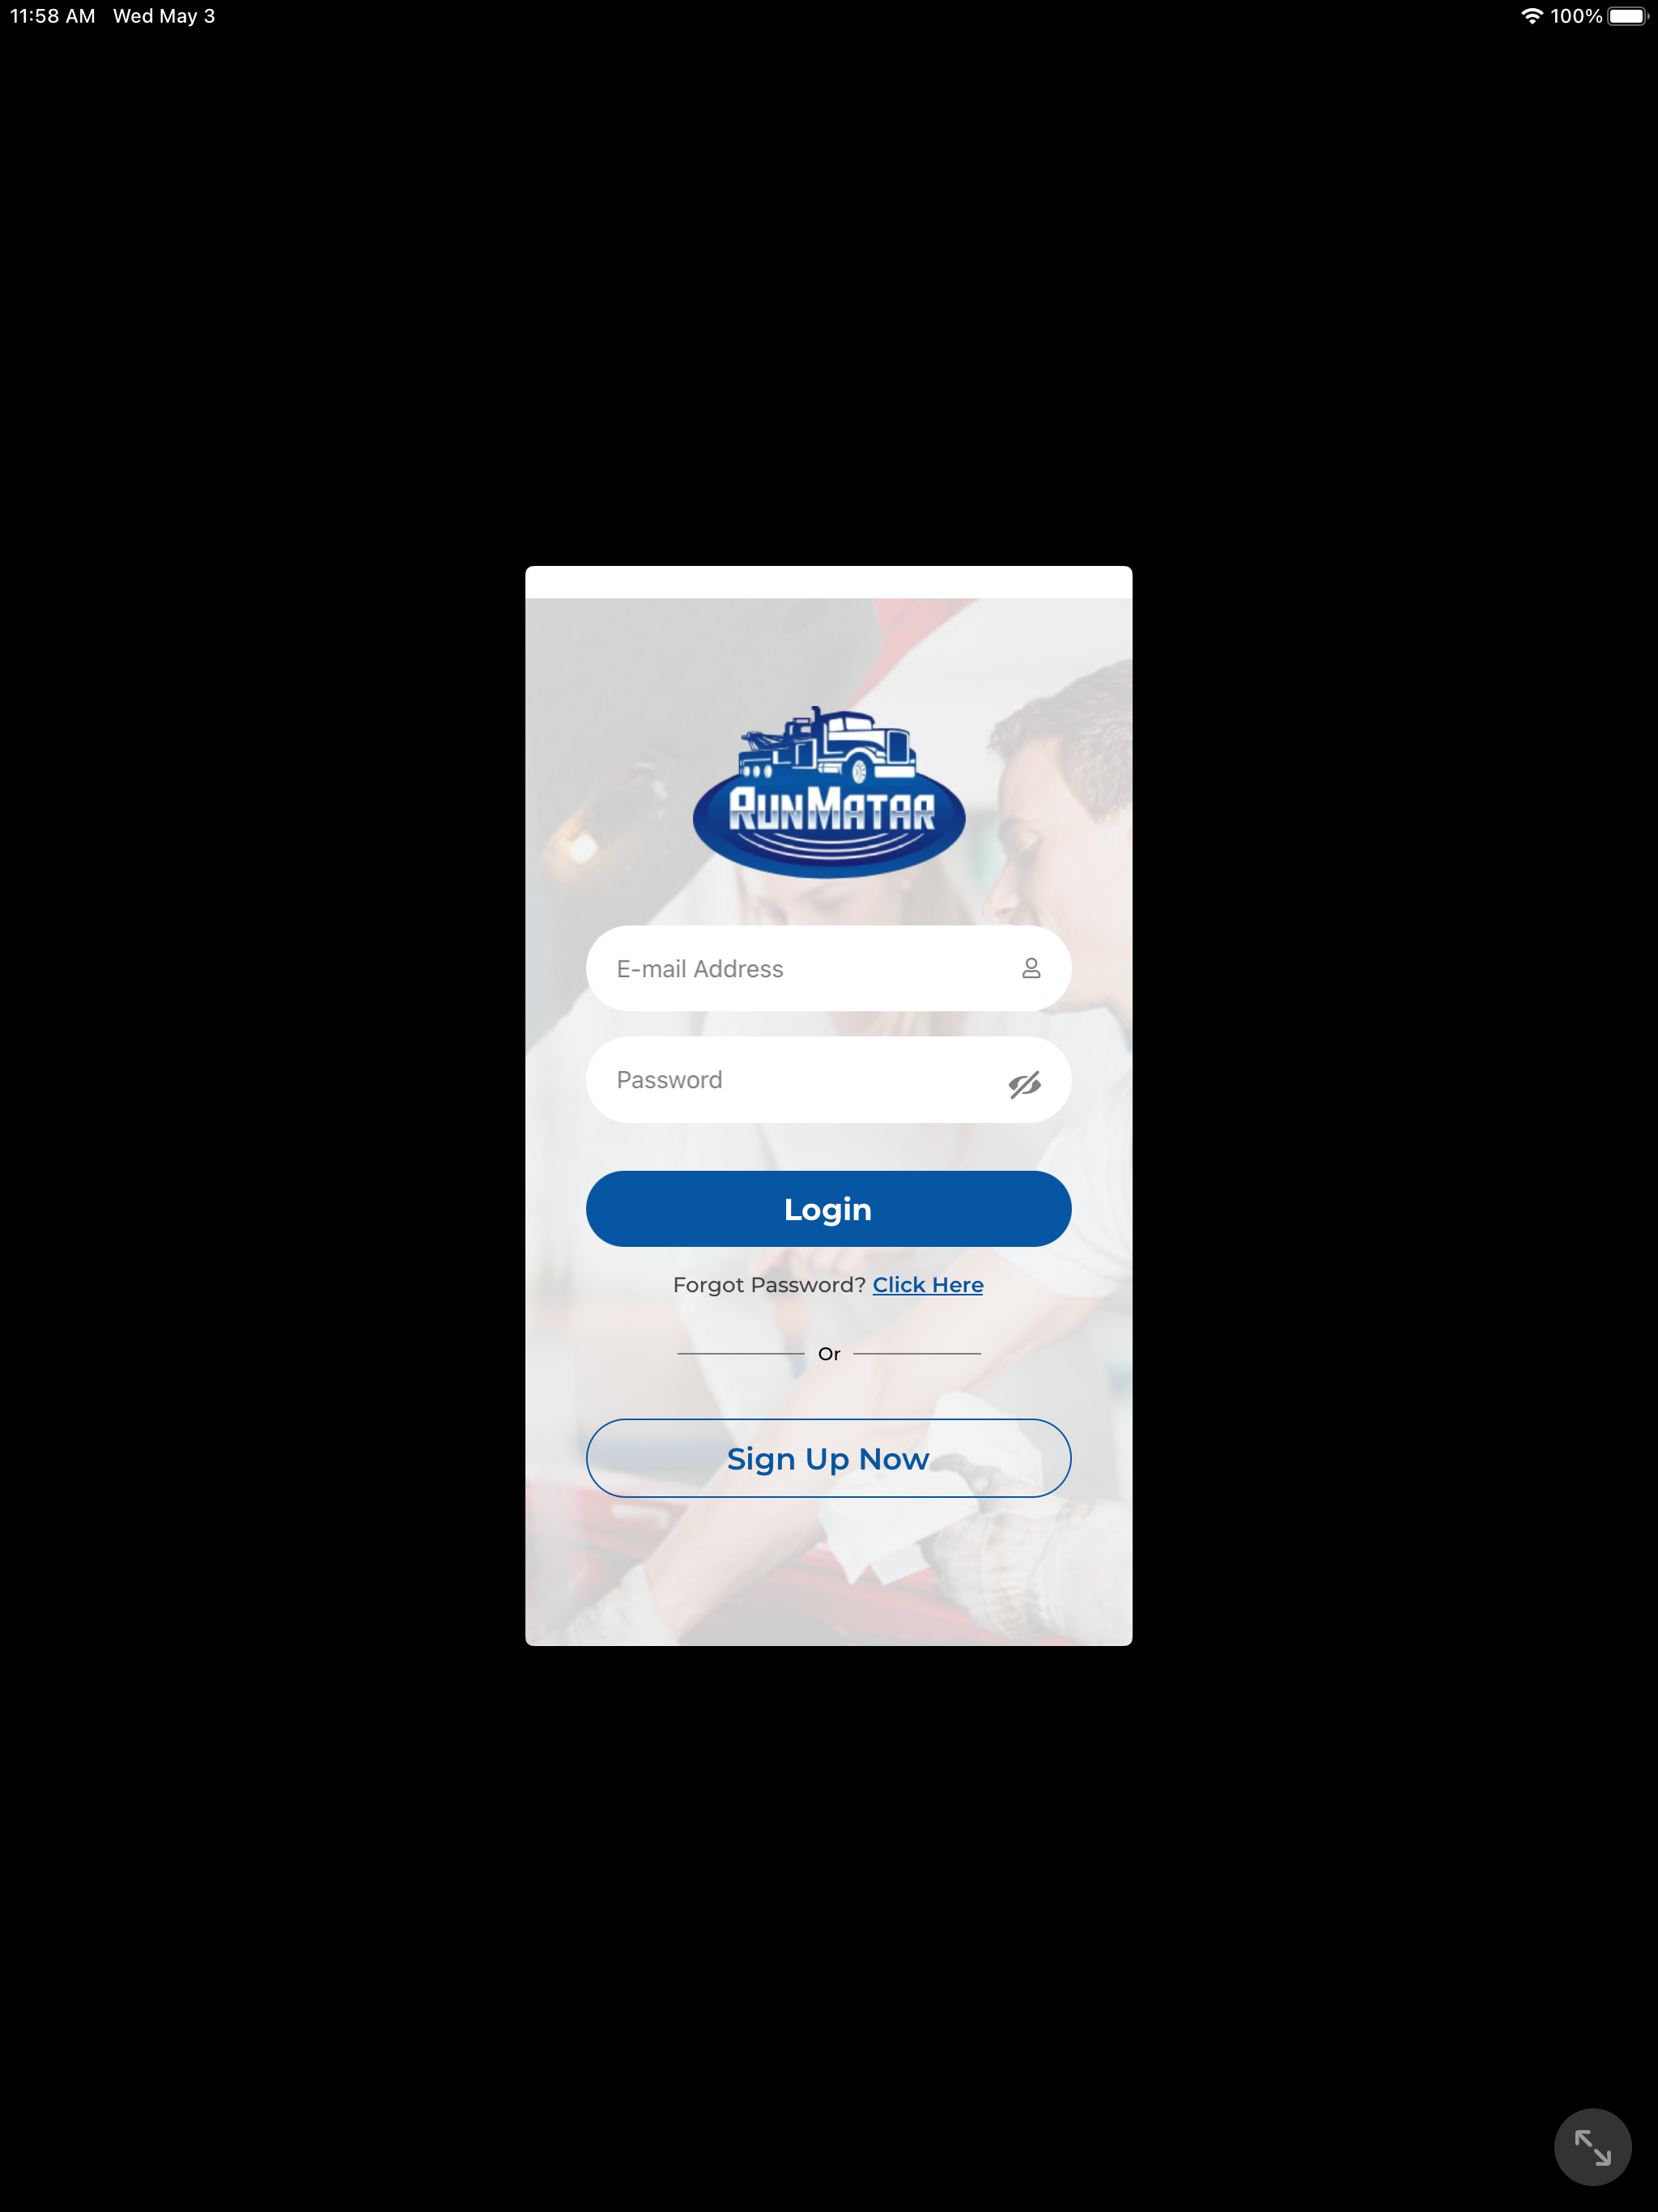 11:58 AM Wed May 3
100%
RUNMATAR
E-mail Address
Password
Login
Forgot Password? Click Here
Or
Sign Up Now